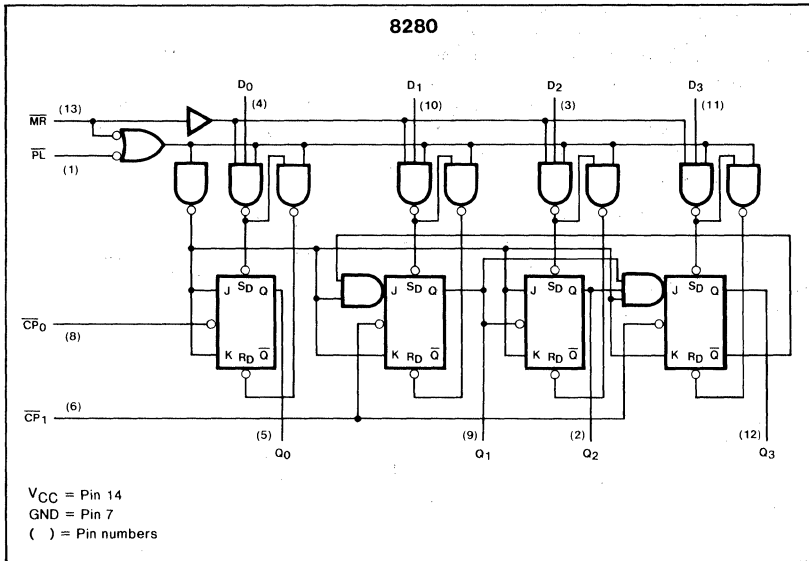 8280
D0 D1 D2 D3
(4) (10) (3) (11)
(13)
MR
PL
(1)
SD SD SD SD
J Q J Q J Q J Q
CP0
(8)
K RD Q K RD Q K RD Q K RD Q
(6)
CP1
(5) (9) (2) (12)
Q0 Q1 Q2 Q3
VCC = Pin 14
GND = Pin 7
( ) = Pin numbers